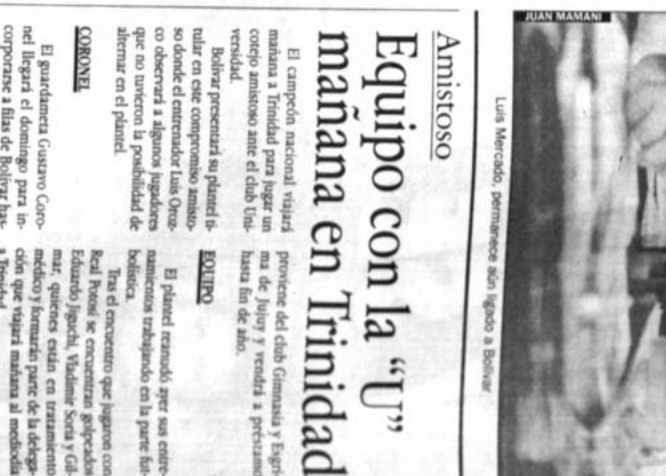 JUAN MAMANI
Luis Mercado, permanece aún ligado a Bolívar
Amistoso
Equipo con la “U”
mañana en Trinidad
El campeón nacional viajará
mañana a Trinidad para jugar un
cotejo amistoso ante el club Uni-
versidad.
Bolívar presentará su plantel ti-
tular en este compromiso amisto-
so donde el entrenador Luis Oroz-
co observará a algunos jugadores
que no tuvieron la posibilidad de
alternar en el plantel.
CORONEL
El guardameta Gustavo Coro-
nel llegará el domingo para in-
corporarse a filas de Bolívar has-
proviene del club Gimnasia y Esgri-
ma de Jujuy y vendrá a préstamo
hasta fin de año.
EQUIPO
El plantel reanudó ayer sus entre-
namientos trabajando en la parte fut-
bolística.
Tras el encuentro que jugaron con
Real Potosí se encuentran golpeados
Eduardo Jiguchi, Vladimir Soria y Gil-
mar, quienes están en tratamiento
médico y formarán parte de la delega-
ción que viajará mañana al mediodía
a Trinidad.